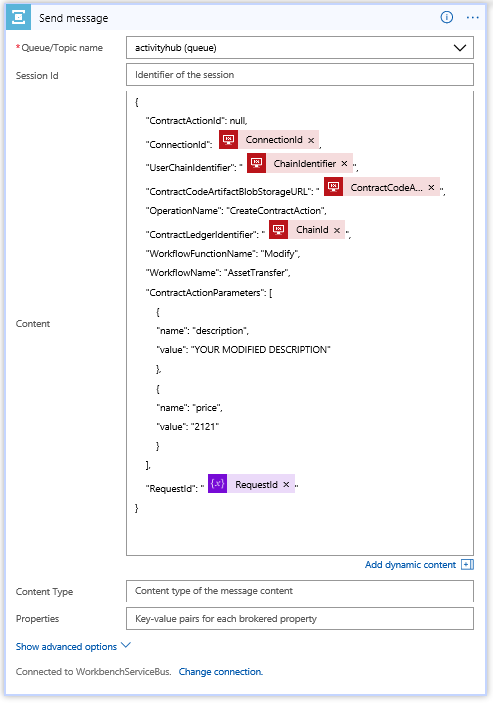 Send message
* Queue/Topic name
activityhub (queue)
Session Id
Identifier of the session
Content
{
"ContractActionId": null,
"ConnectionId": ConnectionId ×,
"UserChainIdentifier": " ChainIdentifier × ",
"ContractCodeArtifactBlobStorageURL": " ContractCodeA... × ",
"OperationName": "CreateContractAction",
"ContractLedgerIdentifier": " ChainId × ",
"WorkflowFunctionName": "Modify",
"WorkflowName": "AssetTransfer",
"ContractActionParameters": [
{
"name": "description",
"value": "YOUR MODIFIED DESCRIPTION"
},
{
"name": "price",
"value": "2121"
}
],
"RequestId": " {x} RequestId × "
}
Add dynamic content
Content Type
Content type of the message content
Properties
Key-value pairs for each brokered property
Show advanced options
Connected to WorkbenchServiceBus. Change connection.